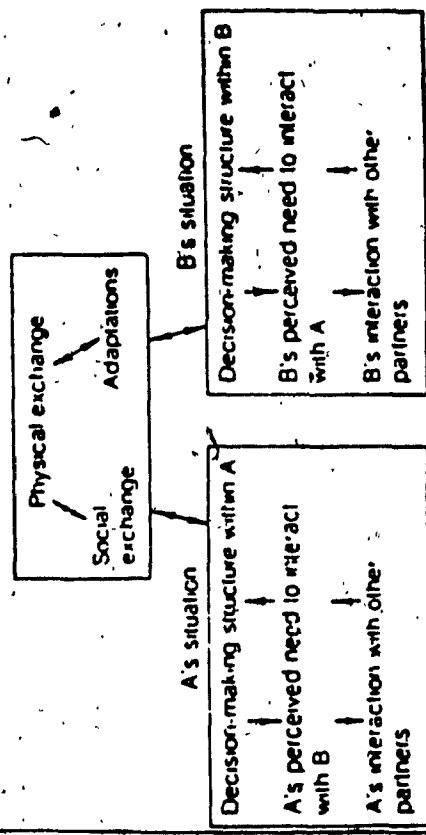 Physical exchange
Social
exchange
Adaptations
A's situation
Decision-making structure within A
A's perceived need to interact
with B
A's interaction with other
partners
B's situation
Decision-making structure within B
B's perceived need to interact
with A
B's interaction with other
partners